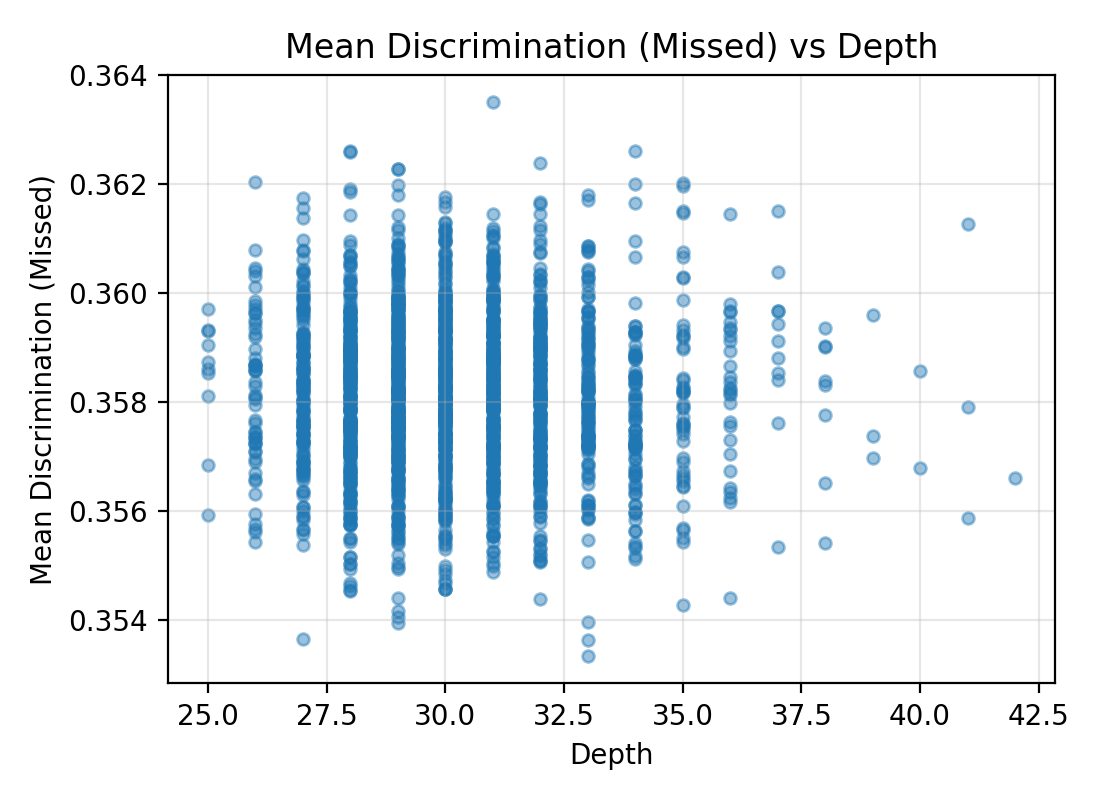 Mean Discrimination (Missed) vs Depth
Mean Discrimination (Missed)
0.364
0.362
0.360
0.358
0.356
0.354
25.0 27.5 30.0 32.5 35.0 37.5 40.0 42.5
Depth